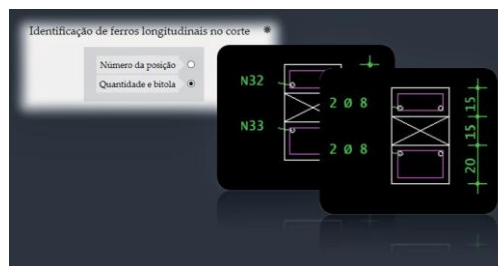 Identificação de ferros longitudinais no corte *
Número da posição
Quantidade e bitola
N32
N33
2 Ø 8
2 Ø 8
15
15
20